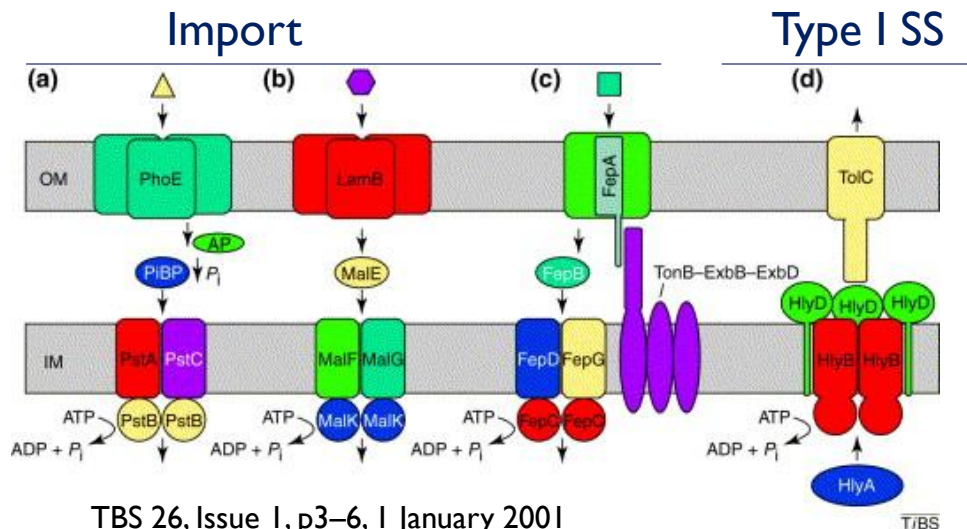 Import
Type I SS
(a)
(b)
(c)
(d)
OM
PhoE
LamB
FepA
TolC
AP
PiBP
Pi
MalE
FepB
TonB–ExbB–ExbD
HlyD
HlyD
HlyD
IM
PstA
PstC
MalF
MalG
FepD
FepG
HlyB
HlyB
ATP
PstB
PstB
ADP + Pi
ATP
MalK
MalK
ADP + Pi
ATP
FepC
FepC
ADP + Pi
ATP
ADP + Pi
HlyA
TBS 26, Issue 1, p3–6, 1 January 2001
TiBS